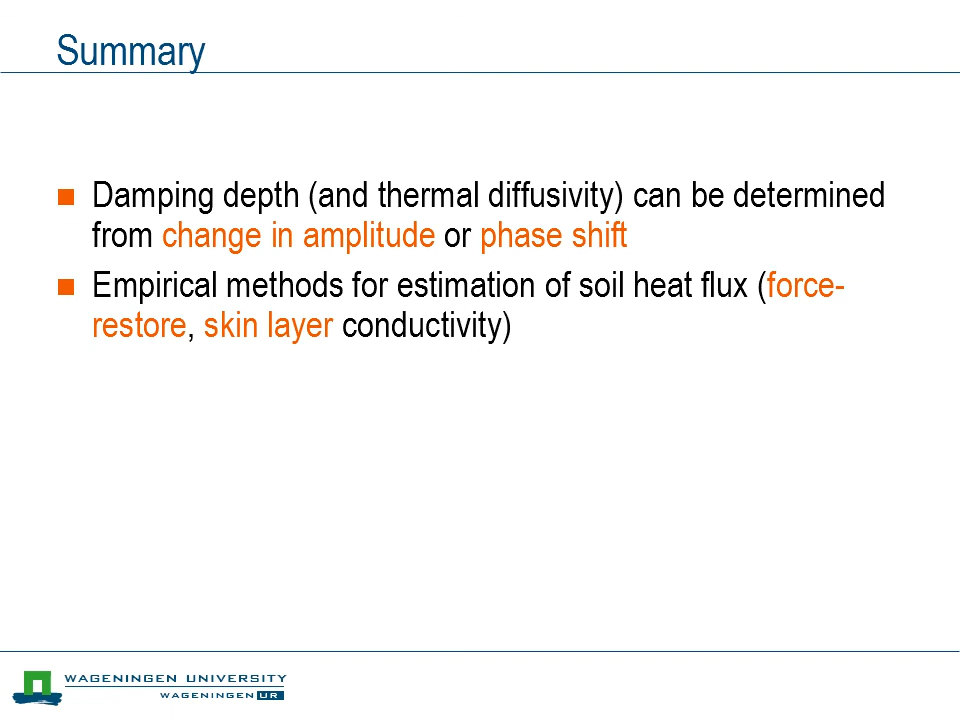 Summary
Damping depth (and thermal diffusivity) can be determined
from change in amplitude or phase shift
Empirical methods for estimation of soil heat flux (force-
restore, skin layer conductivity)
WAGENINGEN UNIVERSITY
WAGENINGEN UR